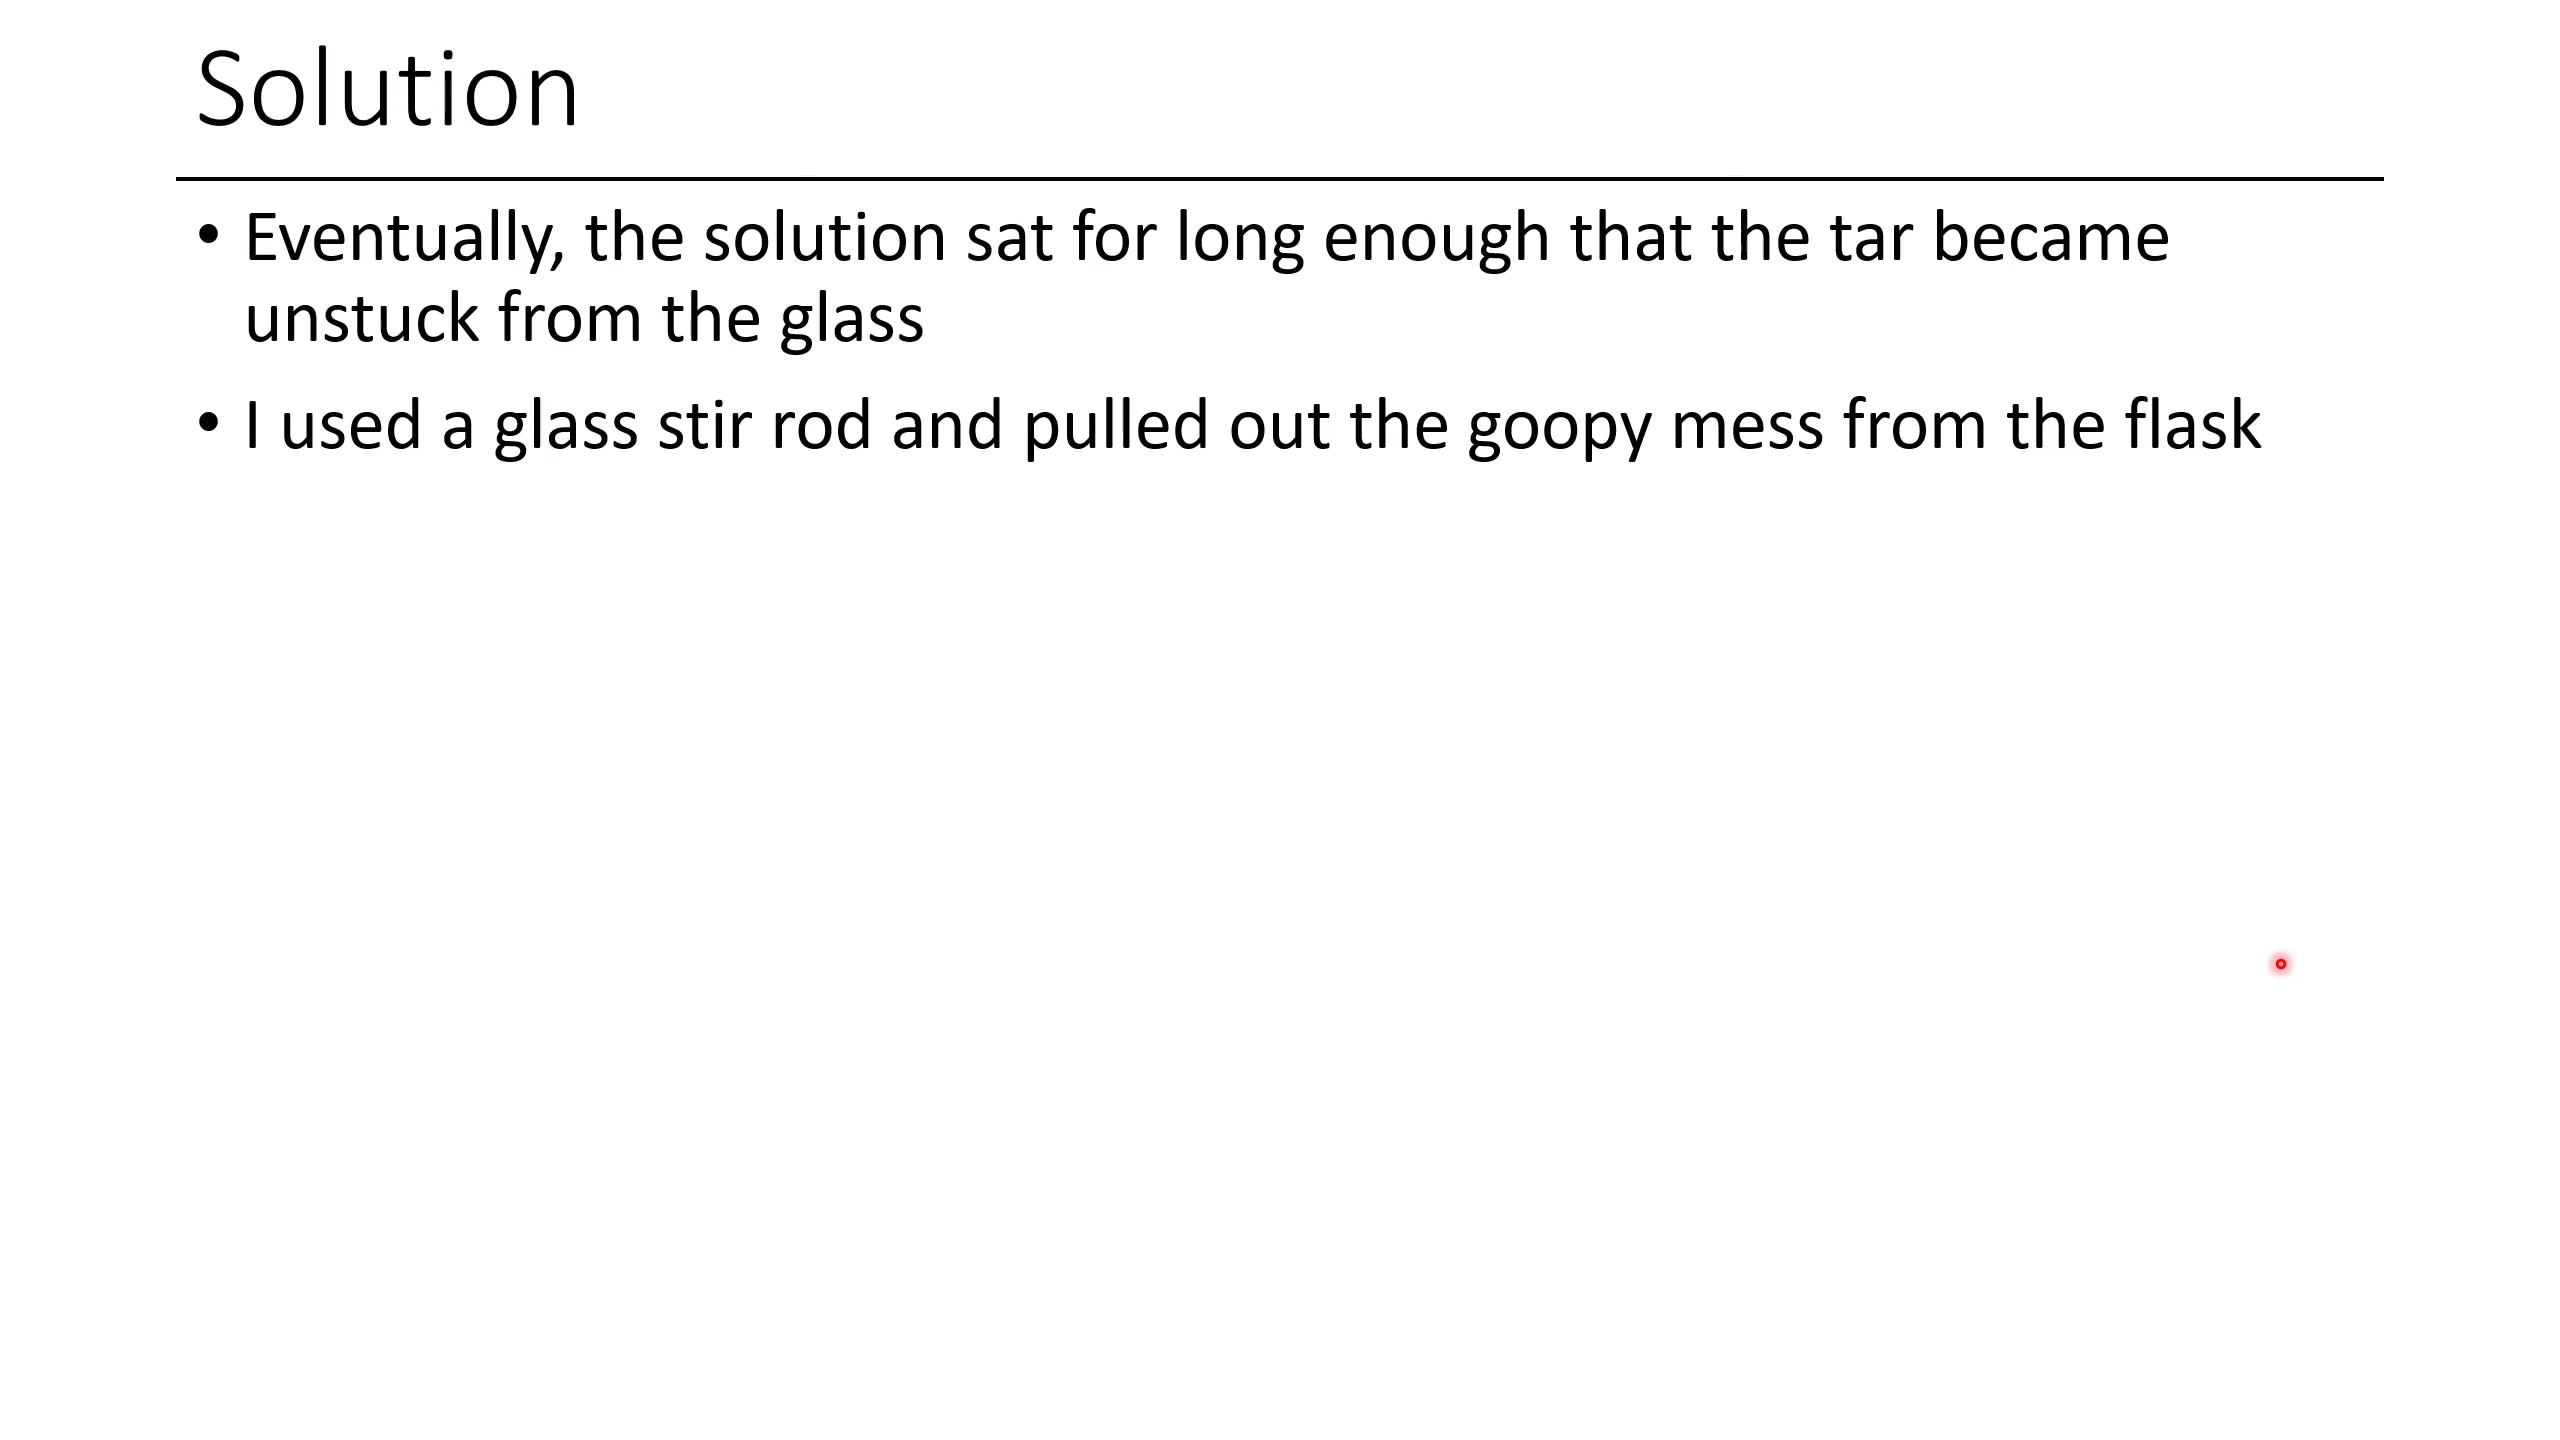 Solution
• Eventually, the solution sat for long enough that the tar became
unstuck from the glass
• I used a glass stir rod and pulled out the goopy mess from the flask